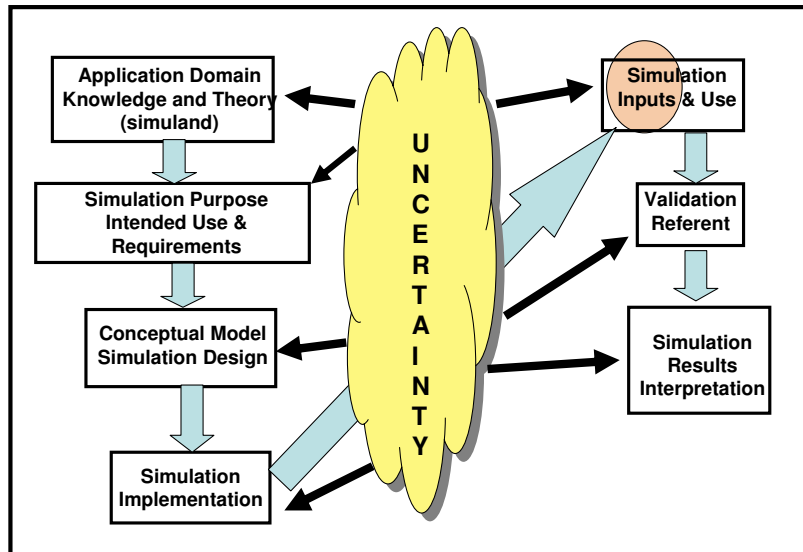 Application Domain
Knowledge and Theory
(simuland)
Simulation Purpose
Intended Use &
Requirements
Conceptual Model
Simulation Design
Simulation
Implementation
UNCERTAINTY
Simulation
Inputs & Use
Validation
Referent
Simulation
Results
Interpretation